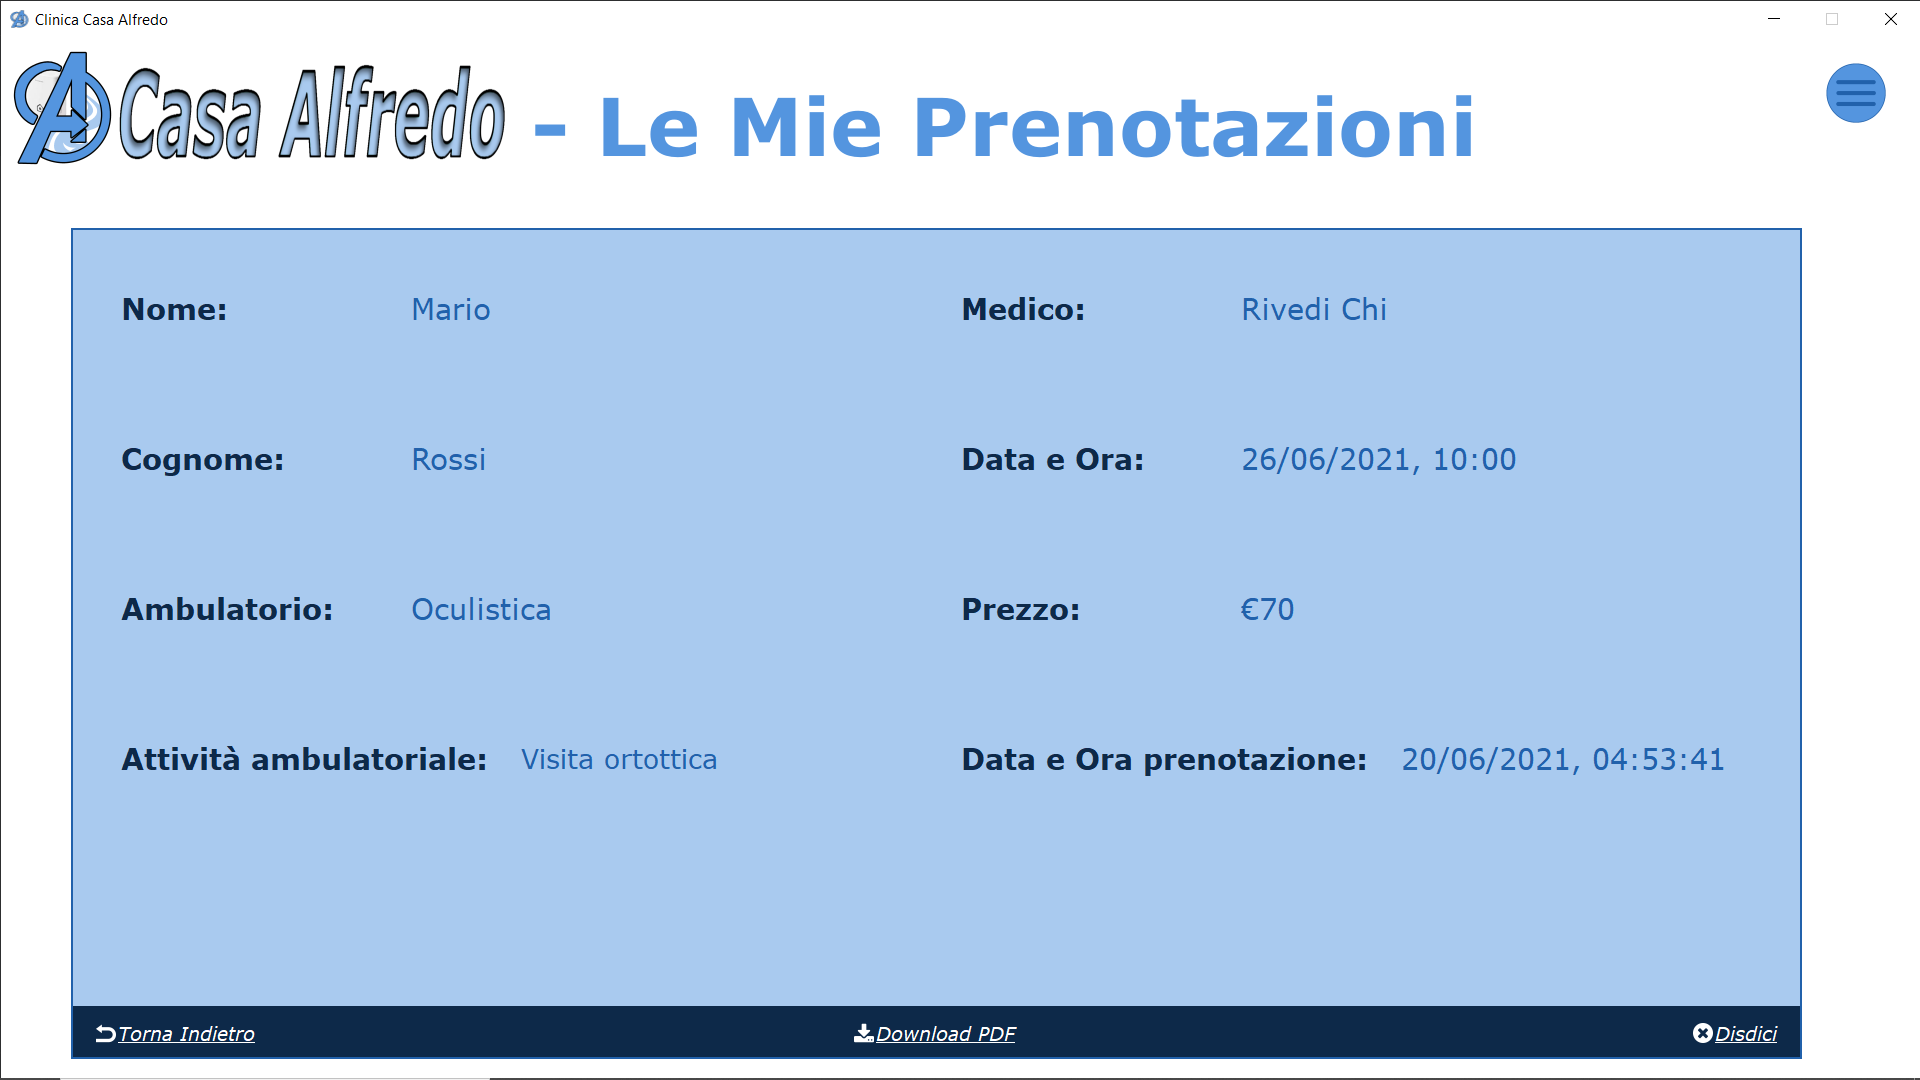 Clinica Casa Alfredo
Casa Alfredo - Le Mie Prenotazioni
Nome: Mario
Medico: Rivedi Chi
Cognome: Rossi
Data e Ora: 26/06/2021, 10:00
Ambulatorio: Oculistica
Prezzo: €70
Attività ambulatoriale: Visita ortottica
Data e Ora prenotazione: 20/06/2021, 04:53:41
Torna Indietro
Download PDF
Disdici